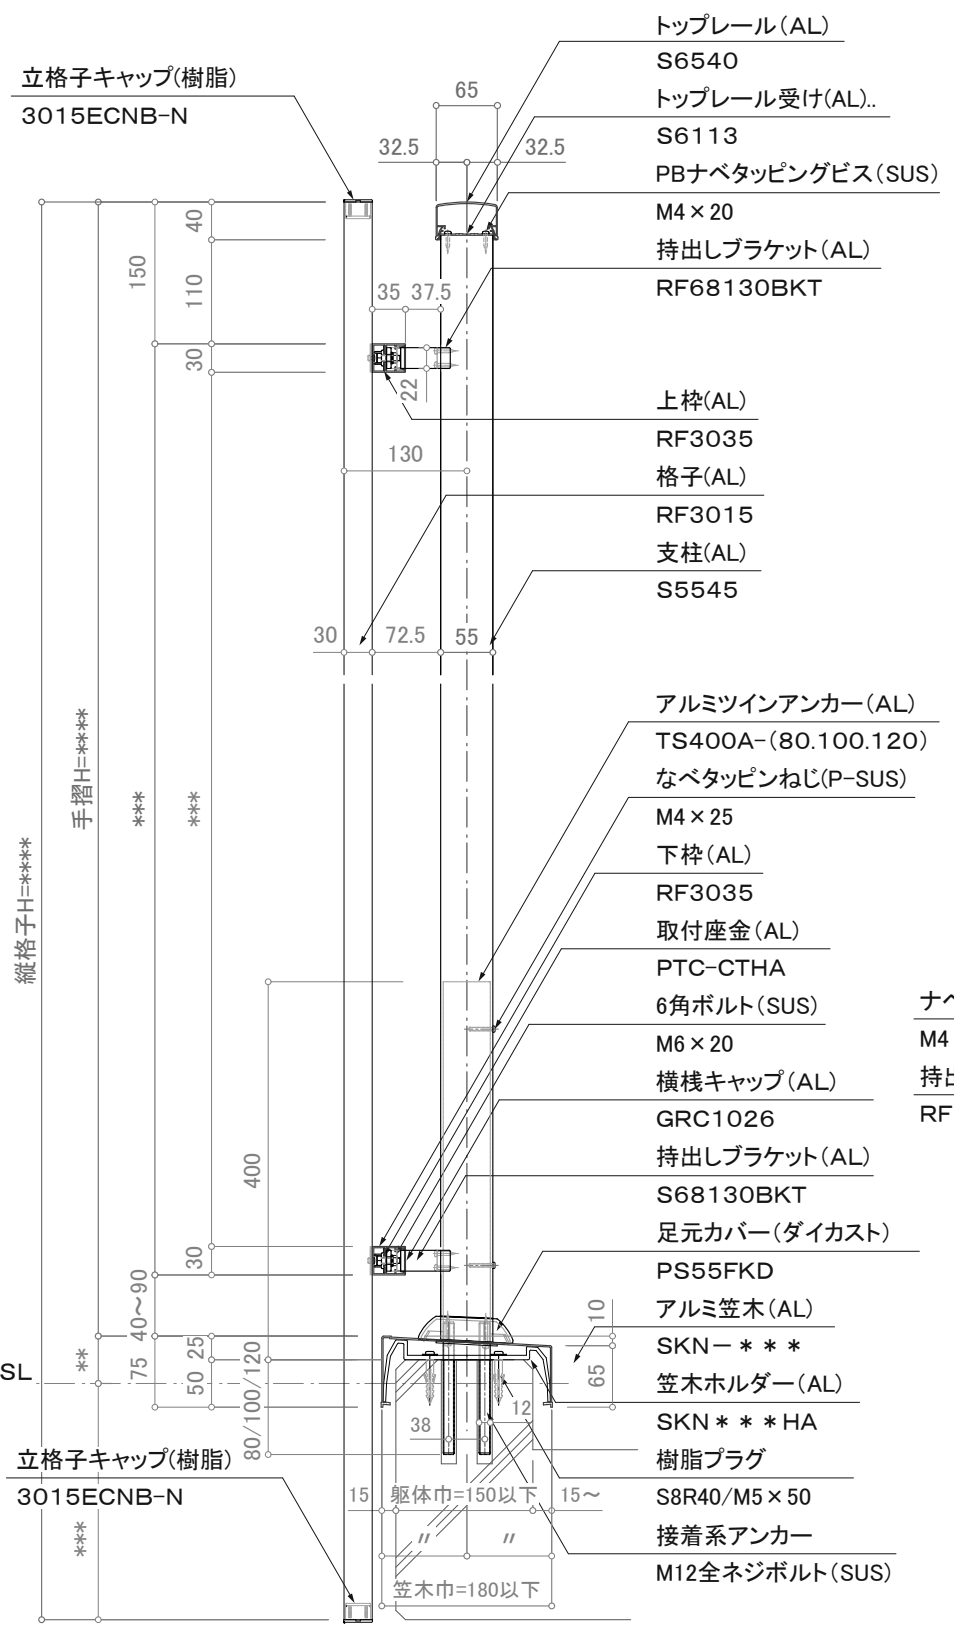 立格子キャップ(樹脂)
3015ECNB-N
トップレール(AL)
S6540
トップレール受け(AL)..
S6113
PBナベタッピングビス(SUS)
M4×20
持出しブラケット(AL)
RF68130BKT
上枠(AL)
RF3035
格子(AL)
RF3015
支柱(AL)
S5545
アルミツインアンカー(AL)
TS400A-(80.100.120)
なべタッピンねじ(P-SUS)
M4×25
下枠(AL)
RF3035
取付座金(AL)
PTC-CTHA
6角ボルト(SUS)
M6×20
横桟キャップ(AL)
GRC1026
持出しブラケット(AL)
S68130BKT
足元カバー(ダイカスト)
PS55FKD
アルミ笠木(AL)
SKN-***
笠木ホルダー(AL)
SKN***HA
樹脂プラグ
S8R40/M5×50
接着系アンカー
M12全ネジボルト(SUS)
ナベ
M4
持出
RF
65
32.5
32.5
40
150
110
30
35
37.5
22
130
30
72.5
55
縦格子H=****
手摺H=****
***
***
400
30
40~90
25
75
50
80/100/120
**
SL
10
65
38
12
立格子キャップ(樹脂)
3015ECNB-N
***
15
躯体巾=150以下
15~
〃
〃
笠木巾=180以下